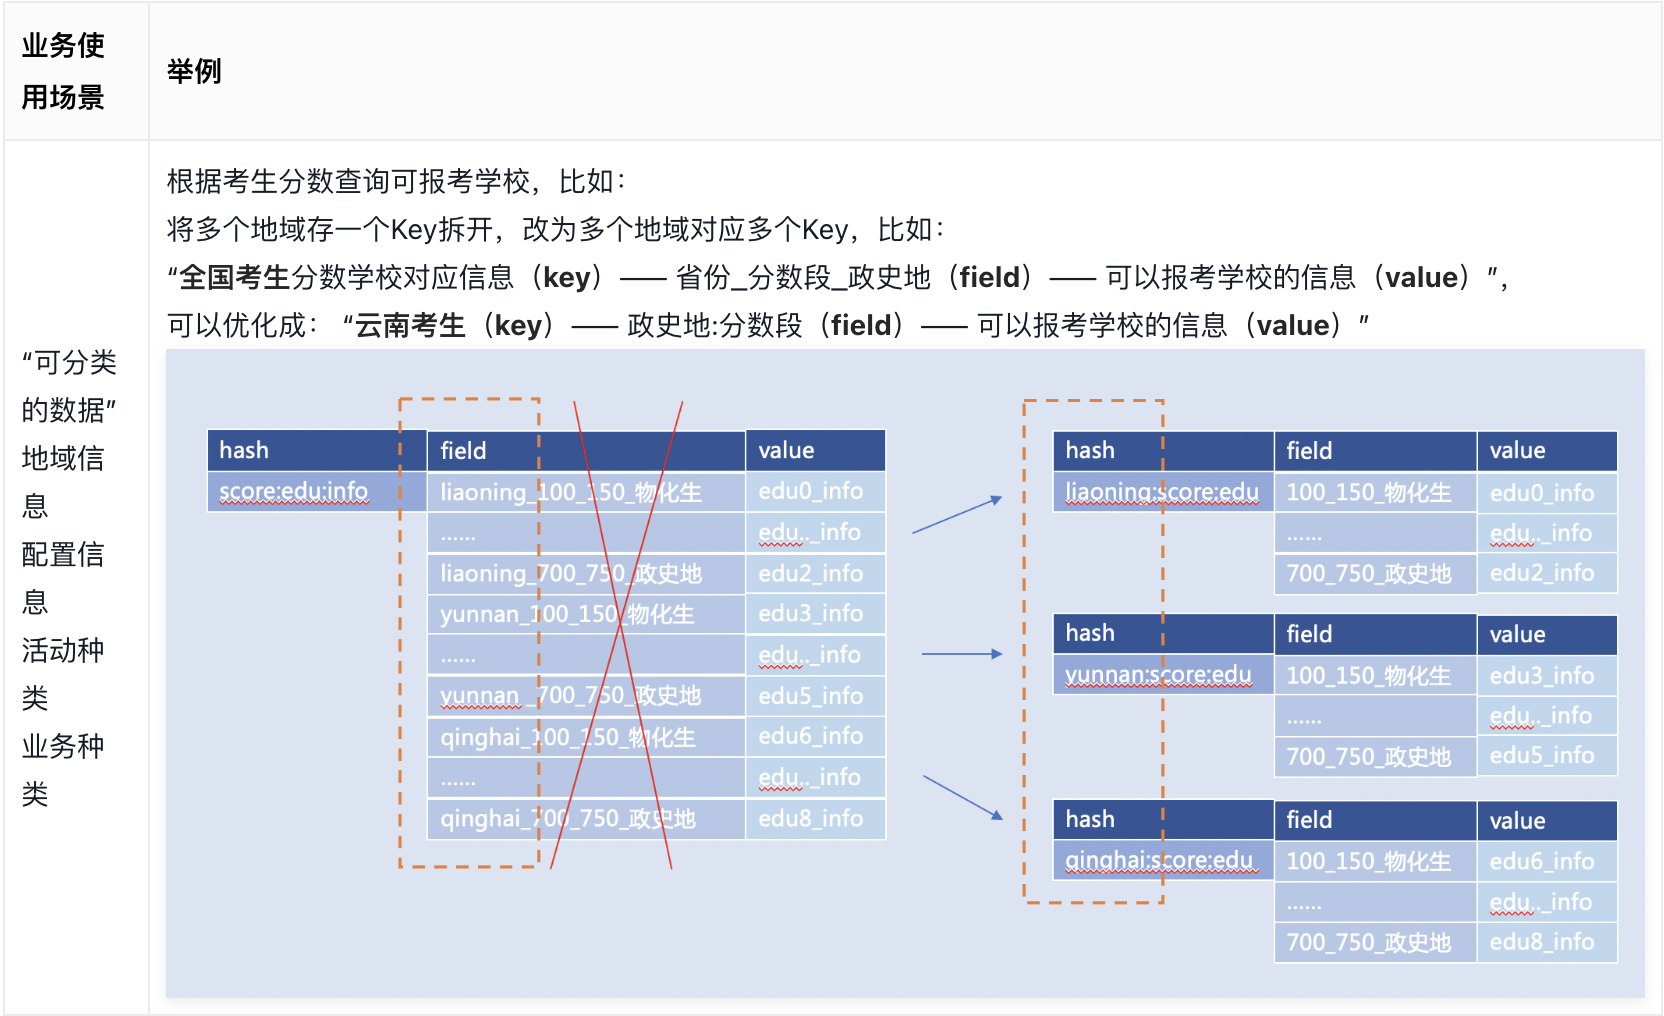 业务使
用场景
举例
“可分类
的数据”
地域信
息
配置信
息
活动种
类
业务种
类
根据考生分数查询可报考学校，比如：
将多个地域存一个Key拆开，改为多个地域对应多个Key，比如：
“全国考生分数学校对应信息（key）—— 省份_分数段_政史地（field）—— 可以报考学校的信息（value）”，
可以优化成： “云南考生（key）—— 政史地:分数段（field）—— 可以报考学校的信息（value）”
hash field value
score:edu:info liaoning_100_150_物化生 edu0_info
...... edu.._info
liaoning_700_750_政史地 edu2_info
yunnan_100_150_物化生 edu3_info
...... edu.._info
yunnan _700_750_政史地 edu5_info
qinghai_100_150_物化生 edu6_info
...... edu.._info
qinghai_700_750_政史地 edu8_info
hash field value
liaoning:score:edu 100_150_物化生 edu0_info
...... edu.._info
700_750_政史地 edu2_info
hash field value
yunnan:score:edu 100_150_物化生 edu3_info
...... edu.._info
700_750_政史地 edu5_info
hash field value
qinghai:score:edu 100_150_物化生 edu6_info
...... edu.._info
700_750_政史地 edu8_info